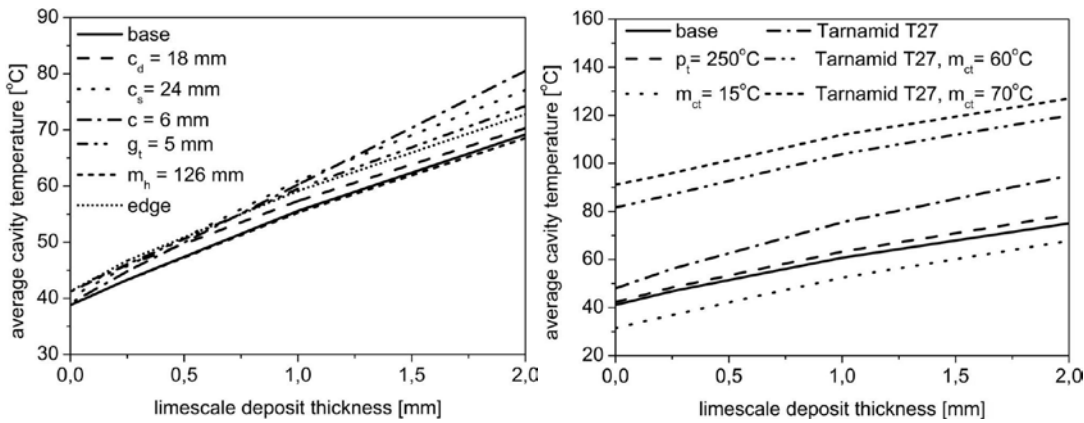 90
80
70
60
50
40
30
average cavity temperature [°C]
base
c_d = 18 mm
c_s = 24 mm
c = 6 mm
g_t = 5 mm
m_h = 126 mm
edge
0,0 0,5 1,0 1,5 2,0
limescale deposit thickness [mm]
160
140
120
100
80
60
40
20
average cavity temperature [°C]
base
p_t= 250°C
m_ct= 15°C
Tarnamid T27
Tarnamid T27, m_ct= 60°C
Tarnamid T27, m_ct= 70°C
0,0 0,5 1,0 1,5 2,0
limescale deposit thickness [mm]